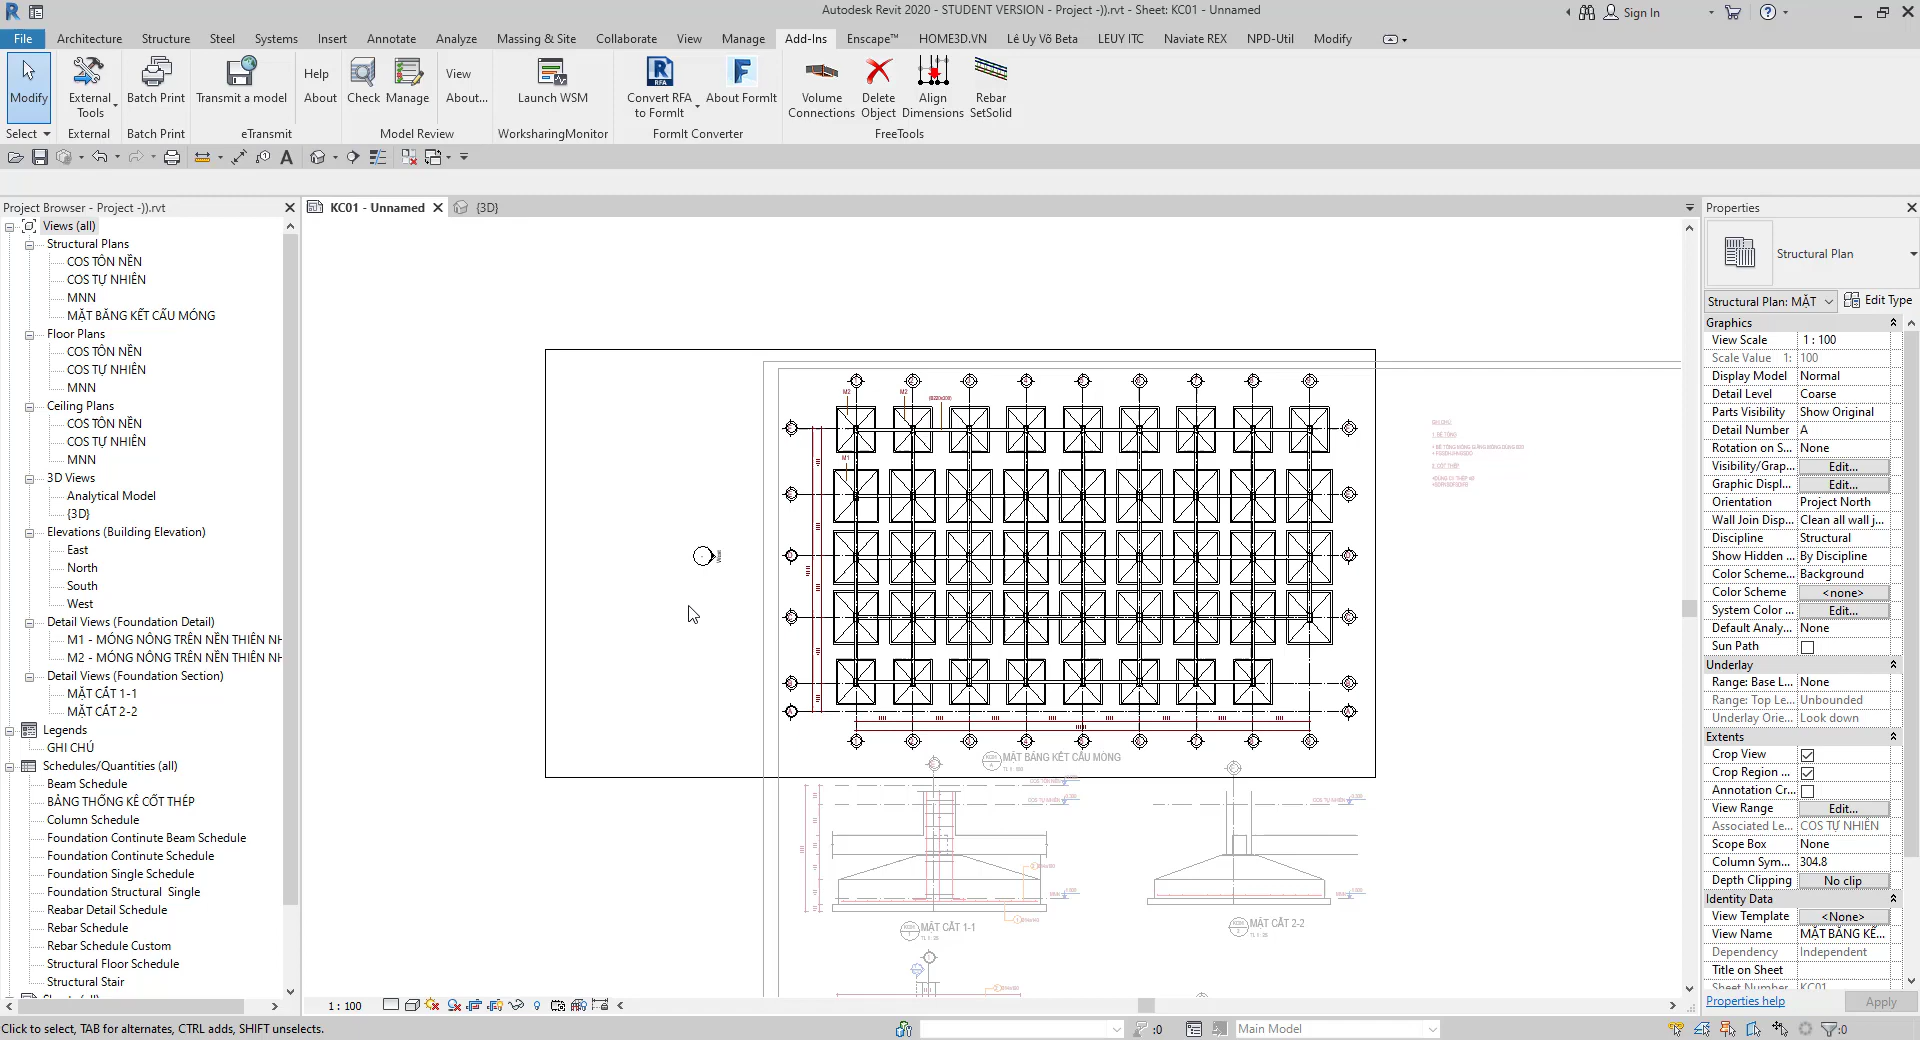 Autodesk Revit 2020 - STUDENT VERSION - Project -)).rvt - Sheet: KC01 - Unnamed
Sign In
File Architecture Structure Steel Systems Insert Annotate Analyze Massing & Site Collaborate View Manage Add-Ins Enscape™ HOME3D.VN Lê Uy Võ Beta LEUY ITC Naviate REX NPD-Util Modify
Modify
External Tools
Batch Print
Transmit a model
Help
About
Check
Manage
View
About...
Launch WSM
Convert RFA to FormIt
About FormIt
Volume Connections
Delete Object
Align Dimensions
Rebar SetSolid
Select
External
Batch Print
eTransmit
Model Review
WorksharingMonitor
FormIt Converter
FreeTools
Project Browser - Project -)).rvt
Views (all)
Structural Plans
COS TÔN NỀN
COS TỰ NHIÊN
MNN
MẶT BẰNG KẾT CẤU MÓNG
Floor Plans
COS TÔN NỀN
COS TỰ NHIÊN
MNN
Ceiling Plans
COS TÔN NỀN
COS TỰ NHIÊN
MNN
3D Views
Analytical Model
{3D}
Elevations (Building Elevation)
East
North
South
West
Detail Views (Foundation Detail)
M1 - MÓNG NÔNG TRÊN NỀN THIÊN NH
M2 - MÓNG NÔNG TRÊN NỀN THIÊN NH
Detail Views (Foundation Section)
MẶT CẮT 1-1
MẶT CẮT 2-2
Legends
GHI CHÚ
Schedules/Quantities (all)
Beam Schedule
BẢNG THỐNG KÊ CỐT THÉP
Column Schedule
Foundation Continute Beam Schedule
Foundation Continute Schedule
Foundation Single Schedule
Foundation Structural Single
Reabar Detail Schedule
Rebar Schedule
Rebar Schedule Custom
Structural Floor Schedule
Structural Stair
KC01 - Unnamed
{3D}
M2
M2
M1
West
MẶT BẰNG KẾT CẤU MÓNG
MẶT CẮT 1-1
MẶT CẮT 2-2
1 : 100
Properties
Structural Plan
Structural Plan: MẶT
Edit Type
Graphics
View Scale 1 : 100
Scale Value 1: 100
Display Model Normal
Detail Level Coarse
Parts Visibility Show Original
Detail Number A
Rotation on S... None
Visibility/Grap... Edit...
Graphic Displ... Edit...
Orientation Project North
Wall Join Disp... Clean all wall j...
Discipline Structural
Show Hidden ... By Discipline
Color Scheme... Background
Color Scheme <none>
System Color ... Edit...
Default Analy... None
Sun Path
Underlay
Range: Base L... None
Range: Top Le... Unbounded
Underlay Orie... Look down
Extents
Crop View
Crop Region ...
Annotation Cr...
View Range Edit...
Associated Le... COS TỰ NHIÊN
Scope Box None
Column Sym... 304.8
Depth Clipping No clip
Identity Data
View Template <None>
View Name MẶT BẰNG KẾ...
Dependency Independent
Title on Sheet
Sheet Number KC01
Properties help
Apply
Click to select, TAB for alternates, CTRL adds, SHIFT unselects.
:0
Main Model
:0